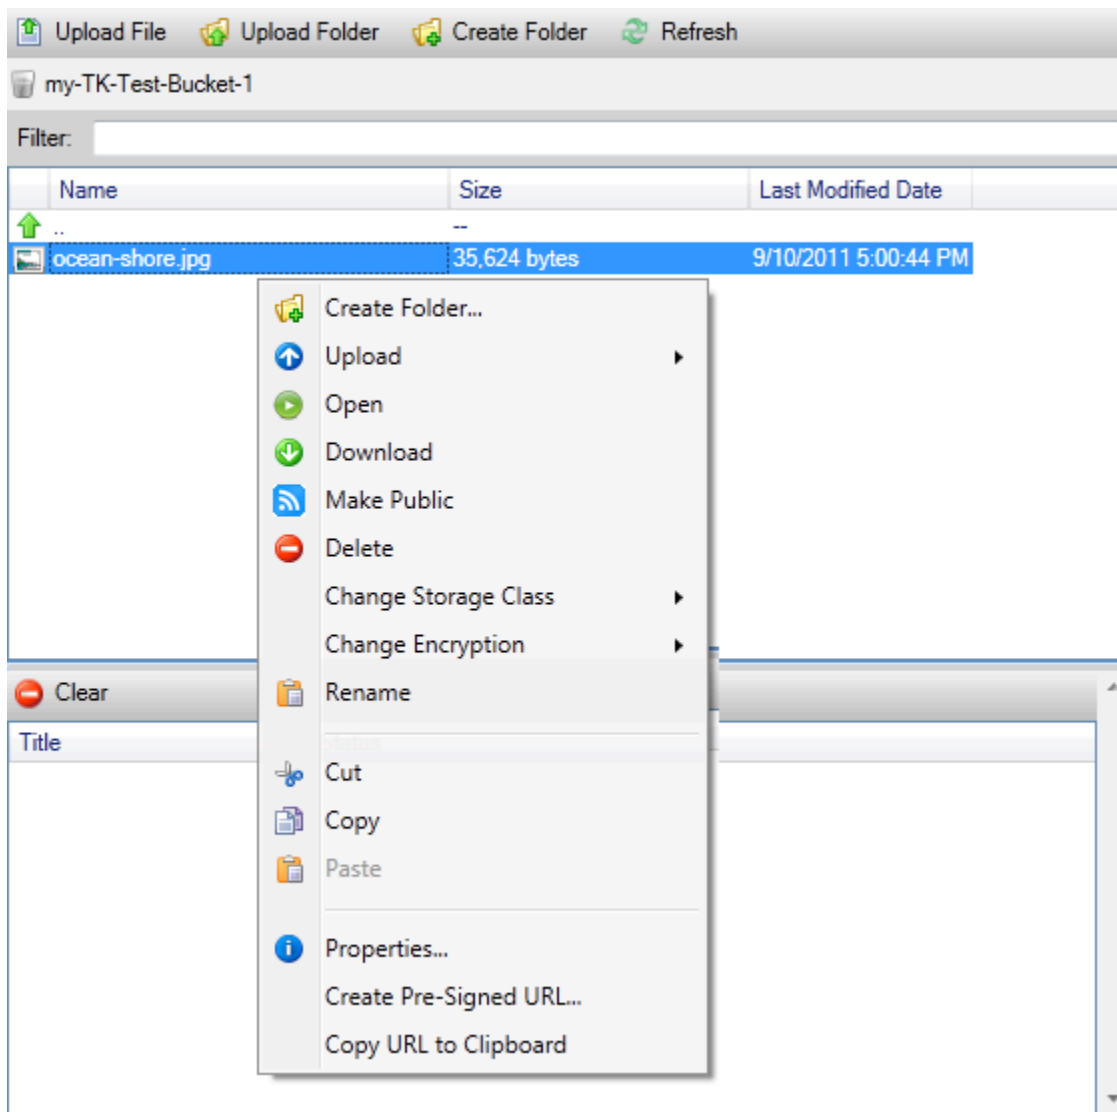 Upload File Upload Folder Create Folder Refresh
my-TK-Test-Bucket-1
Filter:
Name Size Last Modified Date
.. --
ocean-shore.jpg 35,624 bytes 9/10/2011 5:00:44 PM
Create Folder...
Upload
Open
Download
Make Public
Delete
Change Storage Class
Change Encryption
Rename
Cut
Copy
Paste
Properties...
Create Pre-Signed URL...
Copy URL to Clipboard
Clear
Title